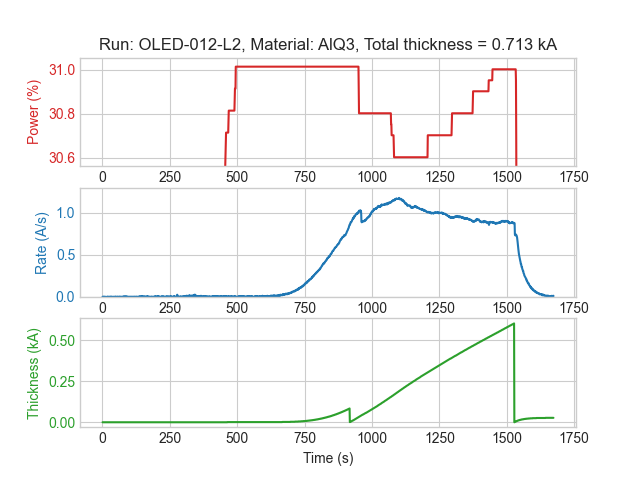 Run: OLED-012-L2, Material: AlQ3, Total thickness = 0.713 kA
Power (%)
31.0
30.8
30.6
0 250 500 750 1000 1250 1500 1750
Rate (A/s)
1.0
0.5
0.0
0 250 500 750 1000 1250 1500 1750
Thickness (kA)
0.50
0.25
0.00
0 250 500 750 1000 1250 1500 1750
Time (s)